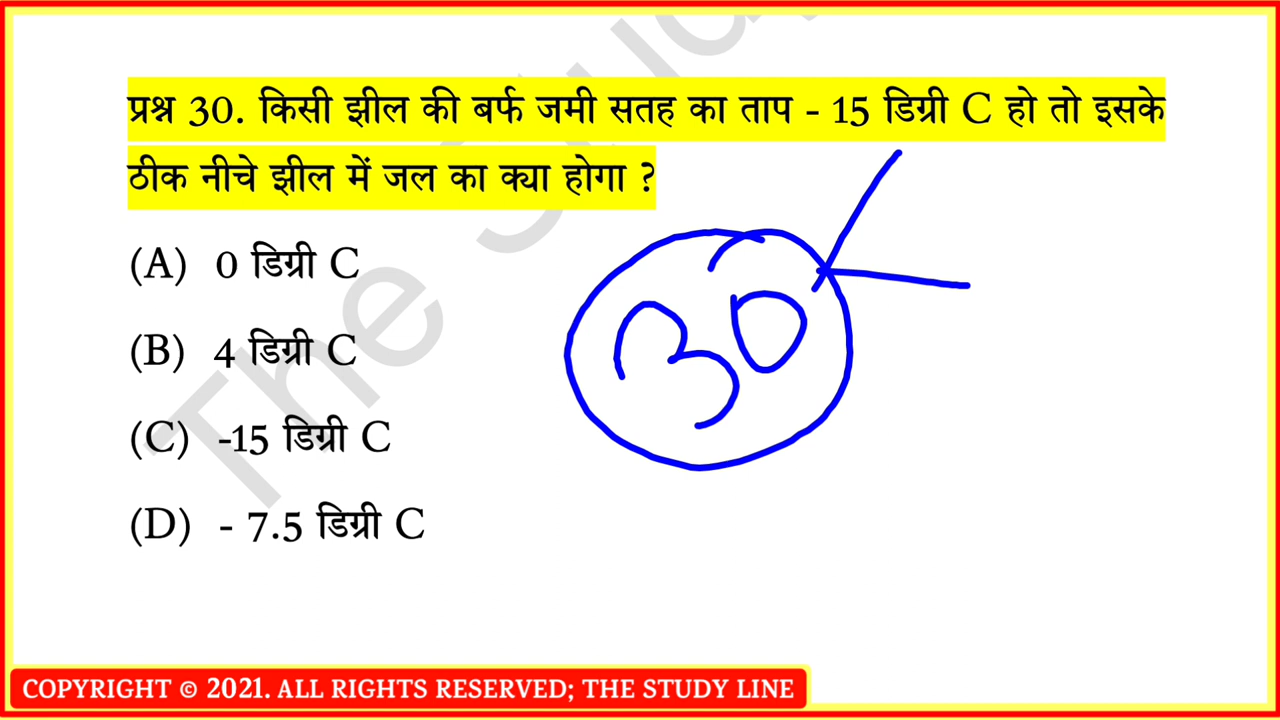 प्रश्न 30. किसी झील की बर्फ जमी सतह का ताप - 15 डिग्री C हो तो इसके
ठीक नीचे झील में जल का क्या होगा ?
(A) 0 डिग्री C
(B) 4 डिग्री C
(C) -15 डिग्री C
(D) - 7.5 डिग्री C
30
COPYRIGHT © 2021. ALL RIGHTS RESERVED; THE STUDY LINE